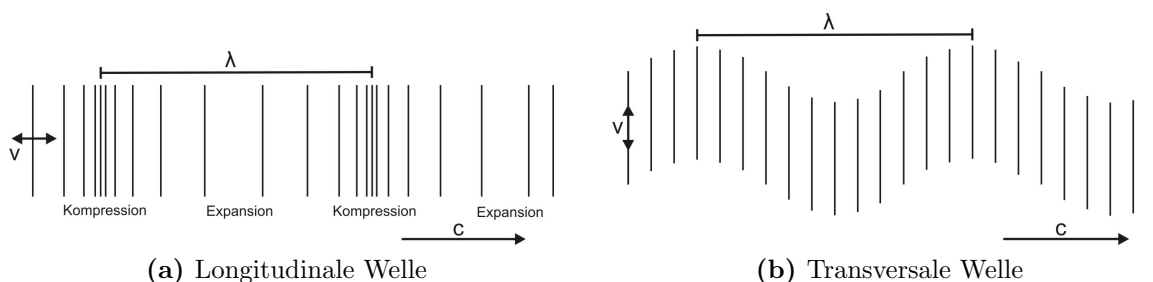 λ
v
Kompression Expansion Kompression Expansion
c
(a) Longitudinale Welle
λ
v
c
(b) Transversale Welle